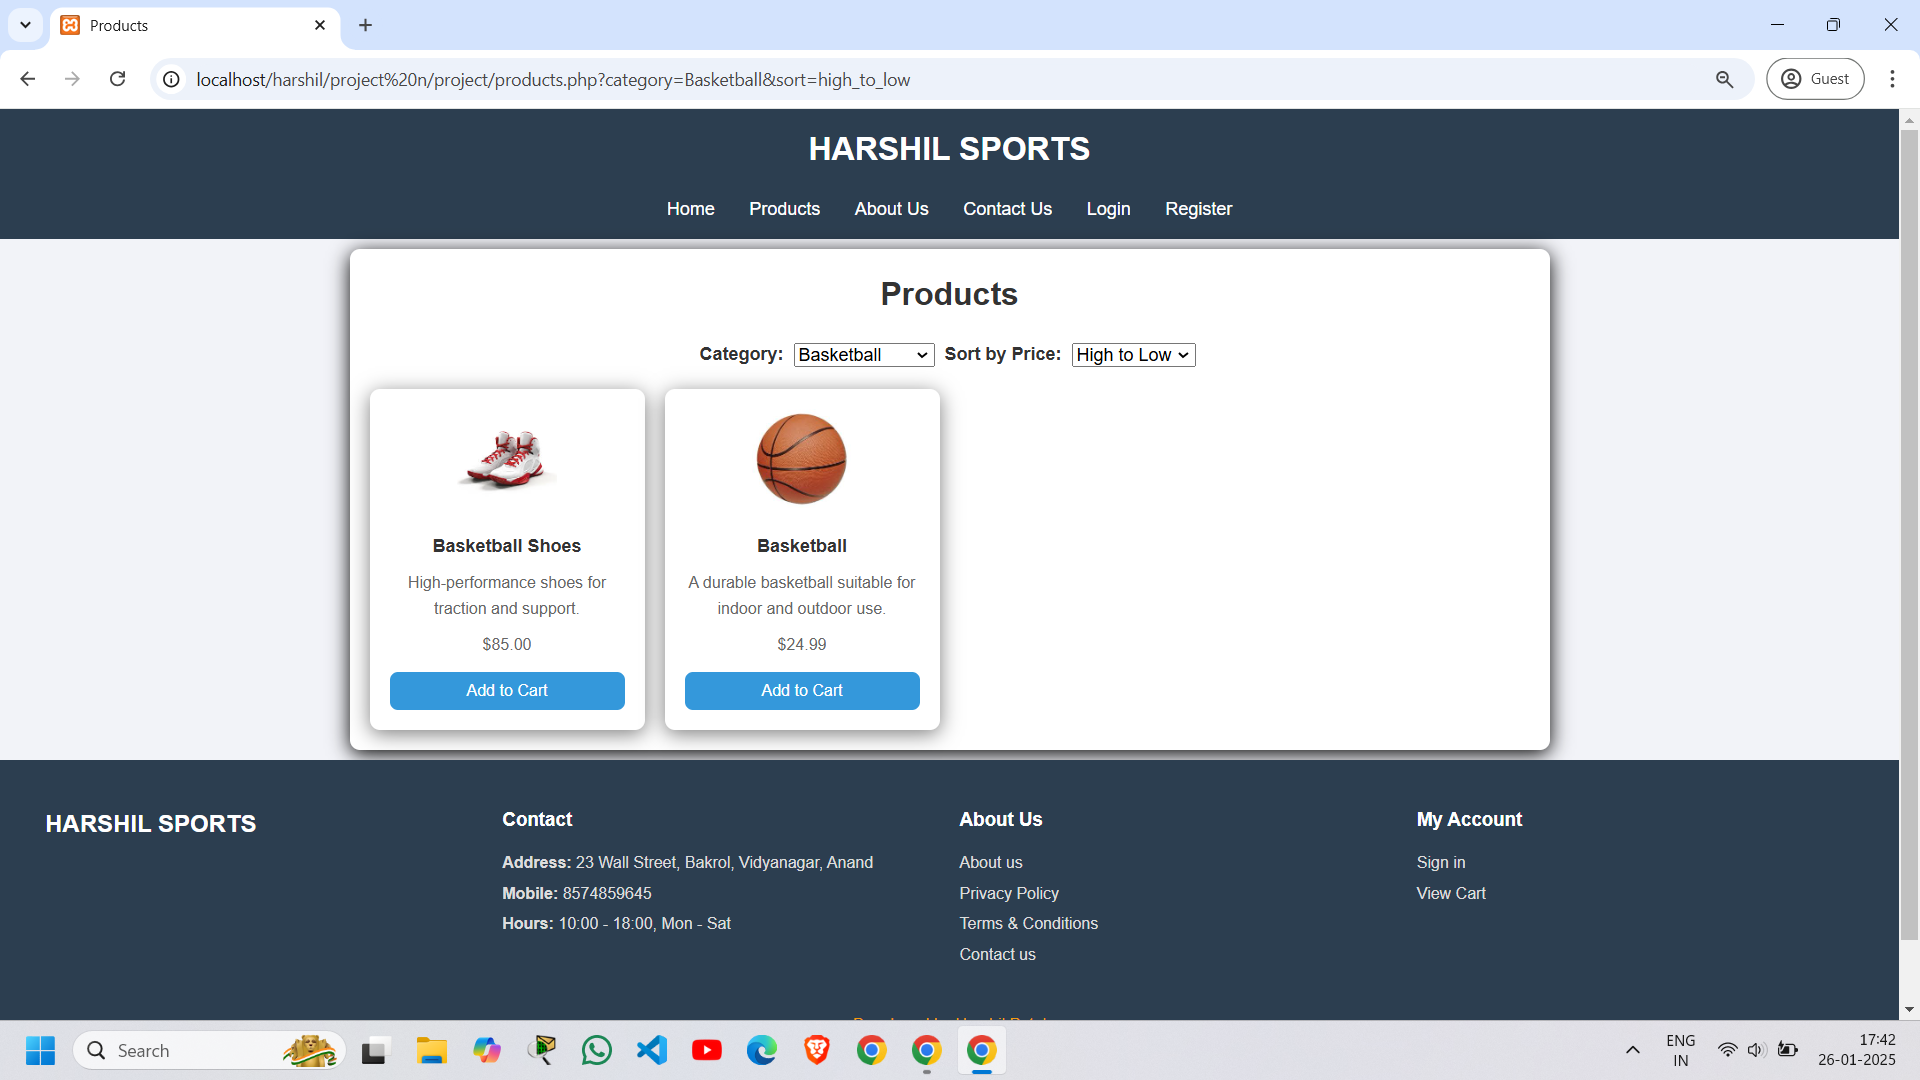 Products
localhost/harshil/project%20n/project/products.php?category=Basketball&sort=high_to_low
Guest
HARSHIL SPORTS
Home Products About Us Contact Us Login Register
Products
Category: Basketball Sort by Price: High to Low
Basketball Shoes
High-performance shoes for
traction and support.
$85.00
Add to Cart
Basketball
A durable basketball suitable for
indoor and outdoor use.
$24.99
Add to Cart
HARSHIL SPORTS
Contact
Address: 23 Wall Street, Bakrol, Vidyanagar, Anand
Mobile: 8574859645
Hours: 10:00 - 18:00, Mon - Sat
About Us
About us
Privacy Policy
Terms & Conditions
Contact us
My Account
Sign in
View Cart
Search
ENG
IN
17:42
26-01-2025